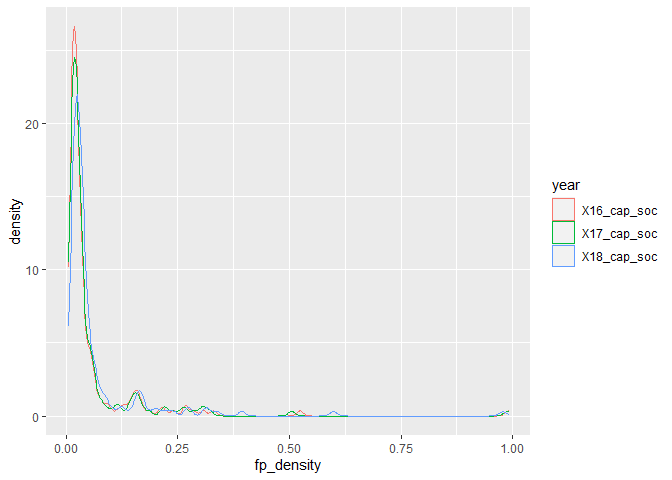 density
20
10
0
0.00 0.25 0.50 0.75 1.00
fp_density
year
X16_cap_soc
X17_cap_soc
X18_cap_soc